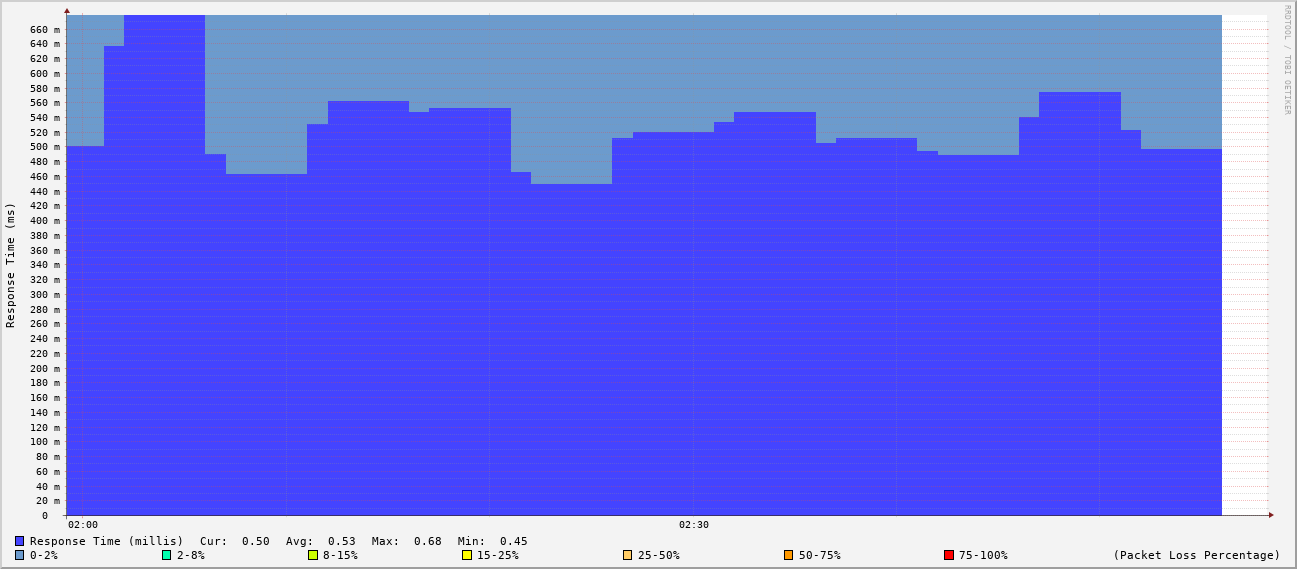 RRDTOOL / TOBI OETIKER
Response Time (ms)
660 m
640 m
620 m
600 m
580 m
560 m
540 m
520 m
500 m
480 m
460 m
440 m
420 m
400 m
380 m
360 m
340 m
320 m
300 m
280 m
260 m
240 m
220 m
200 m
180 m
160 m
140 m
120 m
100 m
80 m
60 m
40 m
20 m
0
02:00 02:30
Response Time (millis) Cur: 0.50 Avg: 0.53 Max: 0.68 Min: 0.45
0-2% 2-8% 8-15% 15-25% 25-50% 50-75% 75-100% (Packet Loss Percentage)